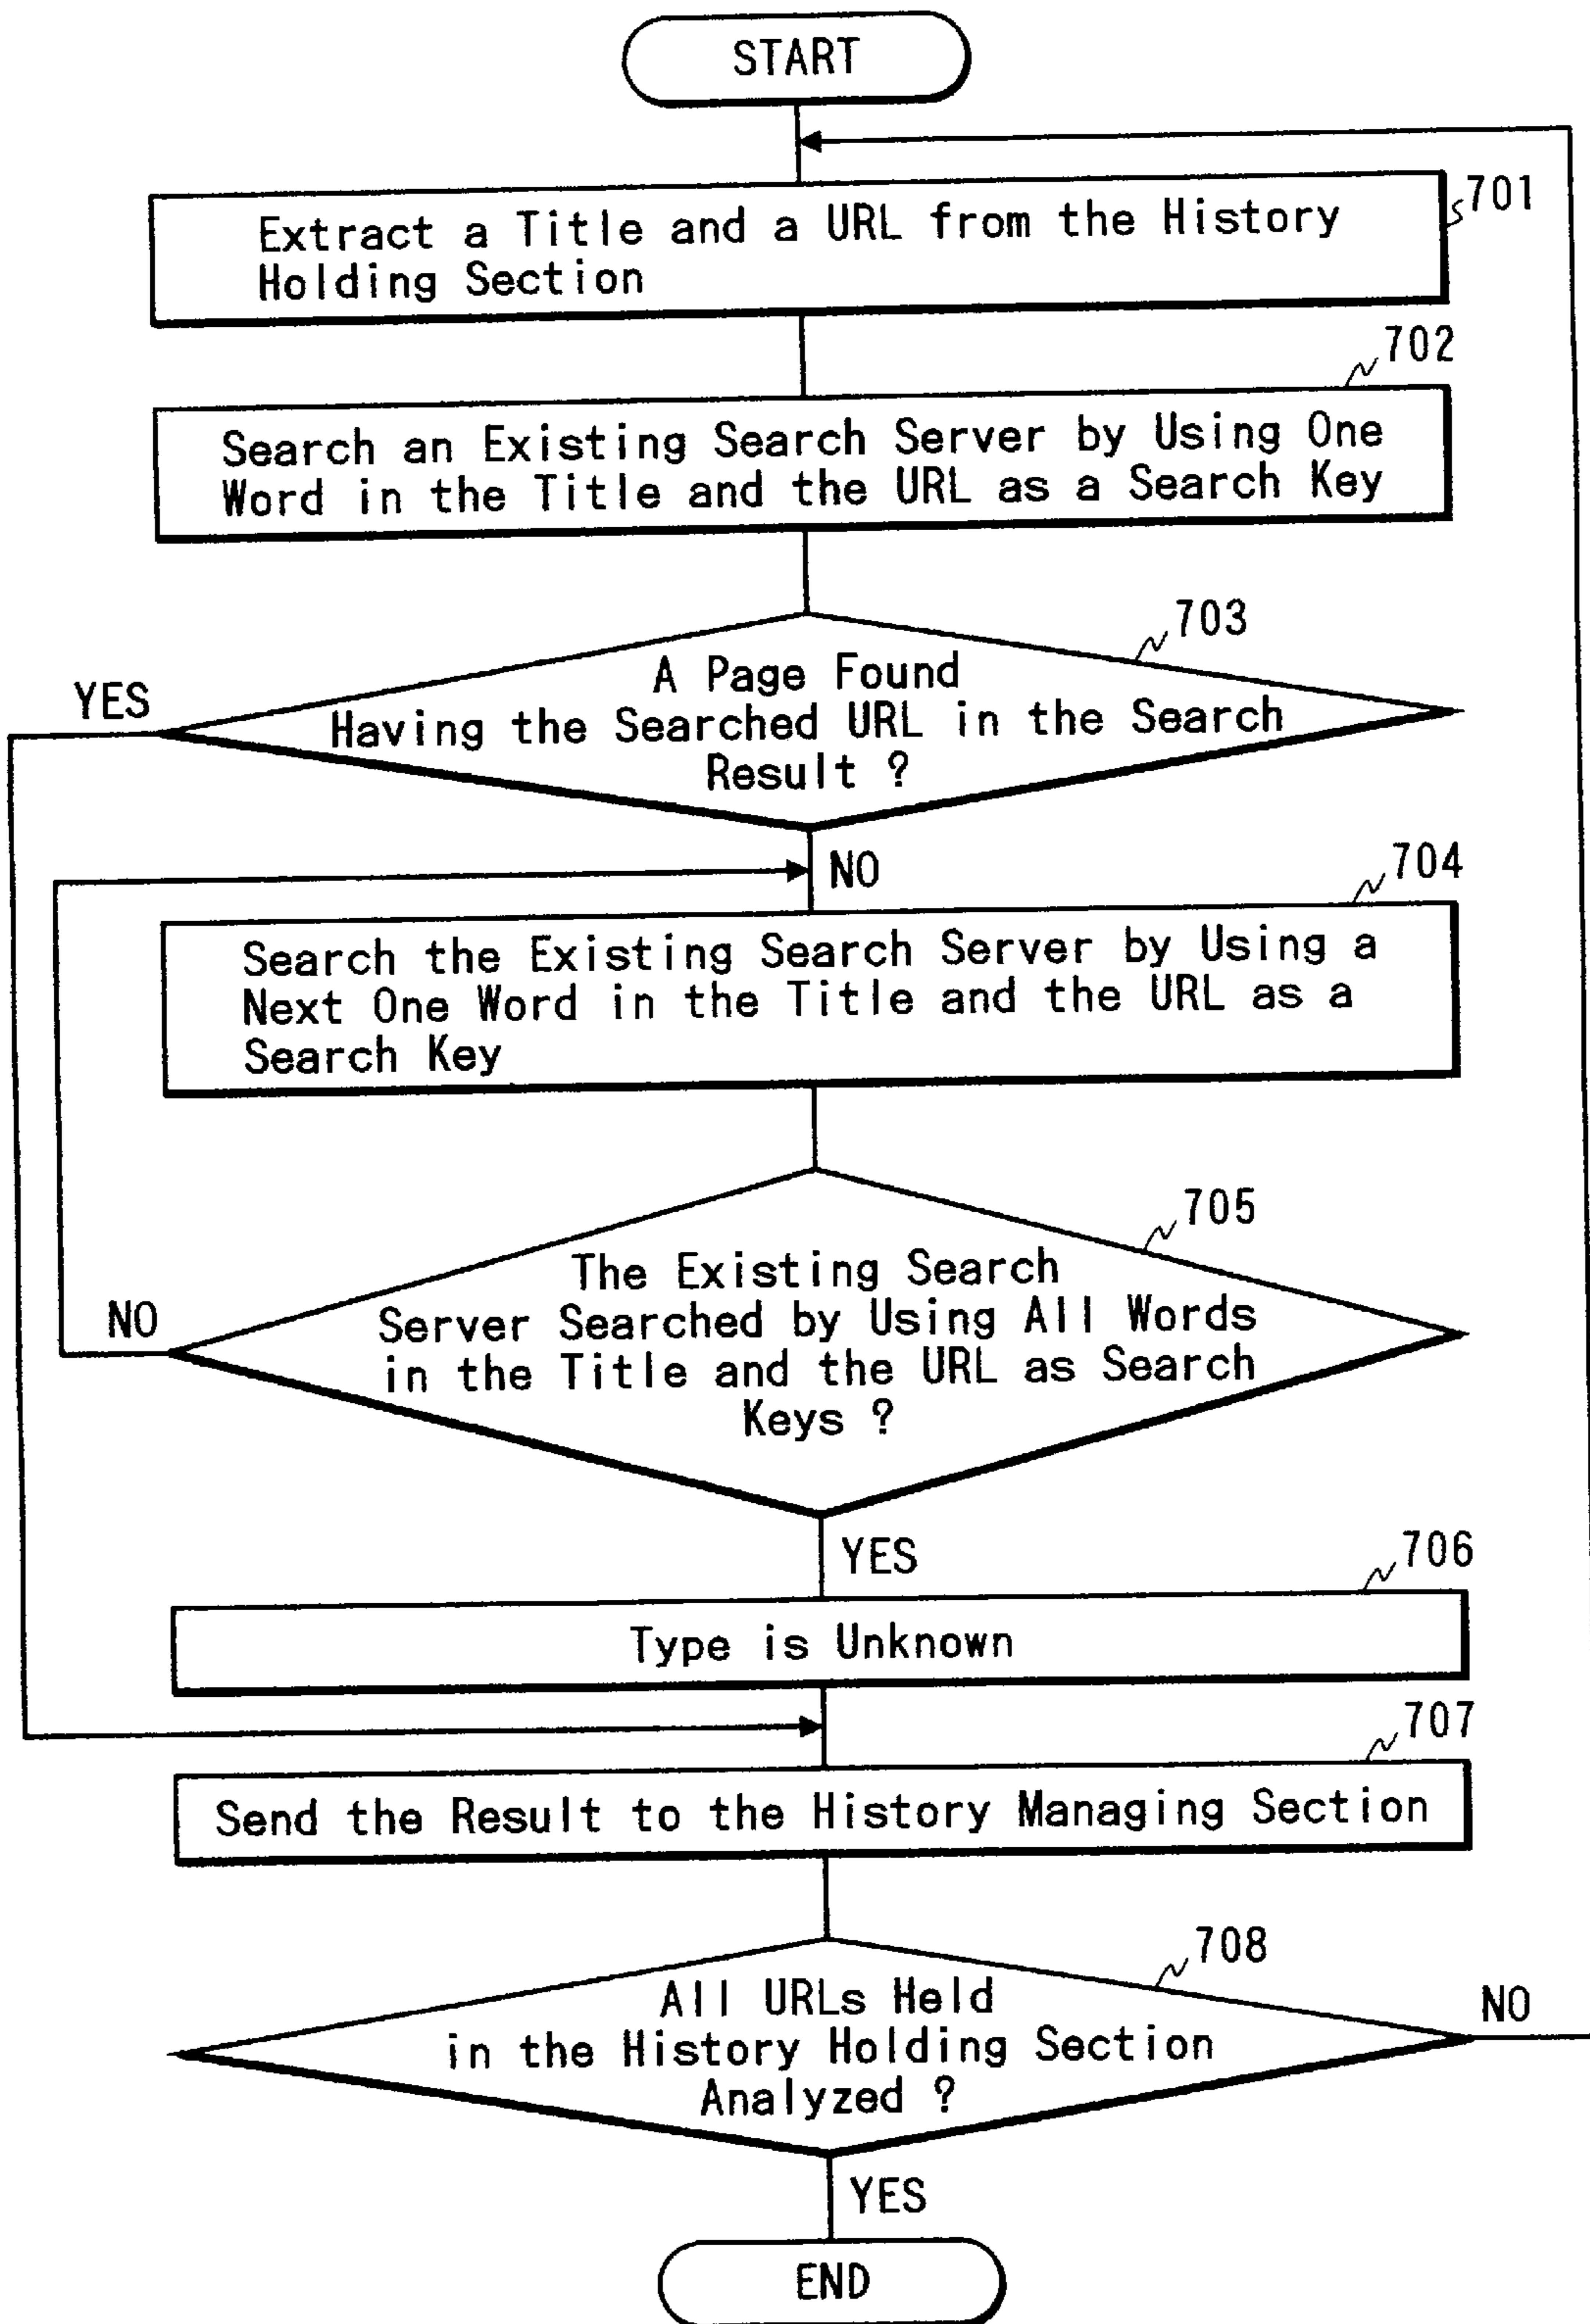 START
701
Extract a Title and a URL from the History
Holding Section
702
Search an Existing Search Server by Using One
Word in the Title and the URL as a Search Key
703
A Page Found
YES
Having the Searched URL in the Search
Result ?
NO
704
Search the Existing Search Server by Using a
Next One Word in the Title and the URL as a
Search Key
705
The Existing Search
NO
Server Searched by Using All Words
in the Title and the URL as Search
Keys ?
YES
706
Type is Unknown
707
Send the Result to the History Managing Section
708
All URLs Held
NO
in the History Holding Section
Analyzed ?
YES
END